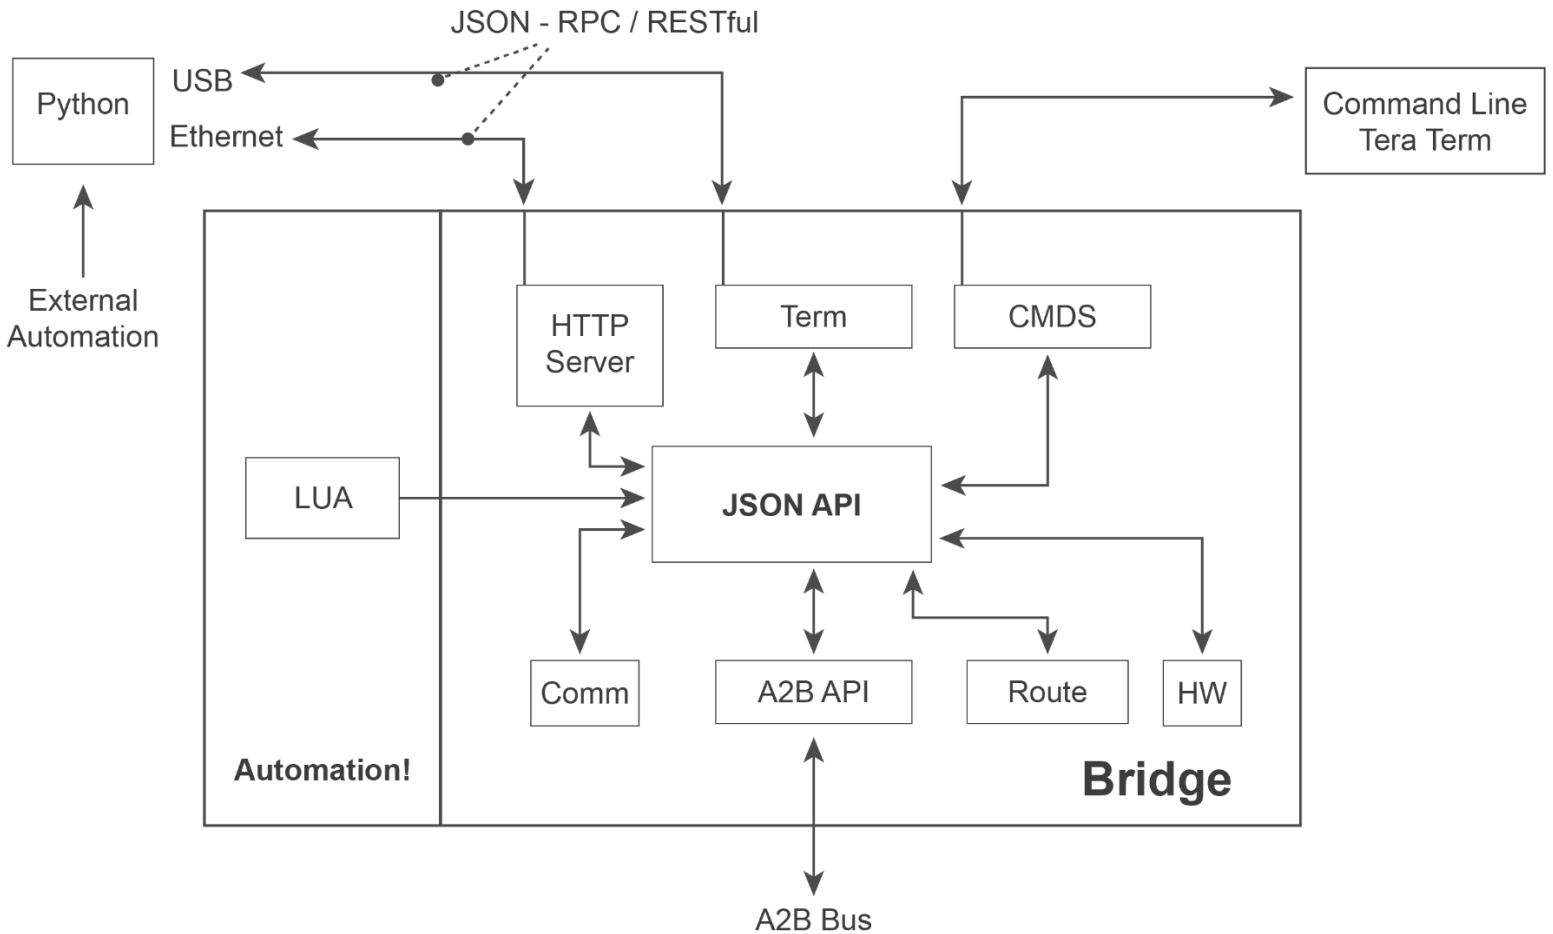 JSON - RPC / RESTful
Python
USB
Ethernet
Command Line
Tera Term
External
Automation
HTTP
Server
Term
CMDS
LUA
JSON API
Comm
A2B API
Route
HW
Automation!
Bridge
A2B Bus